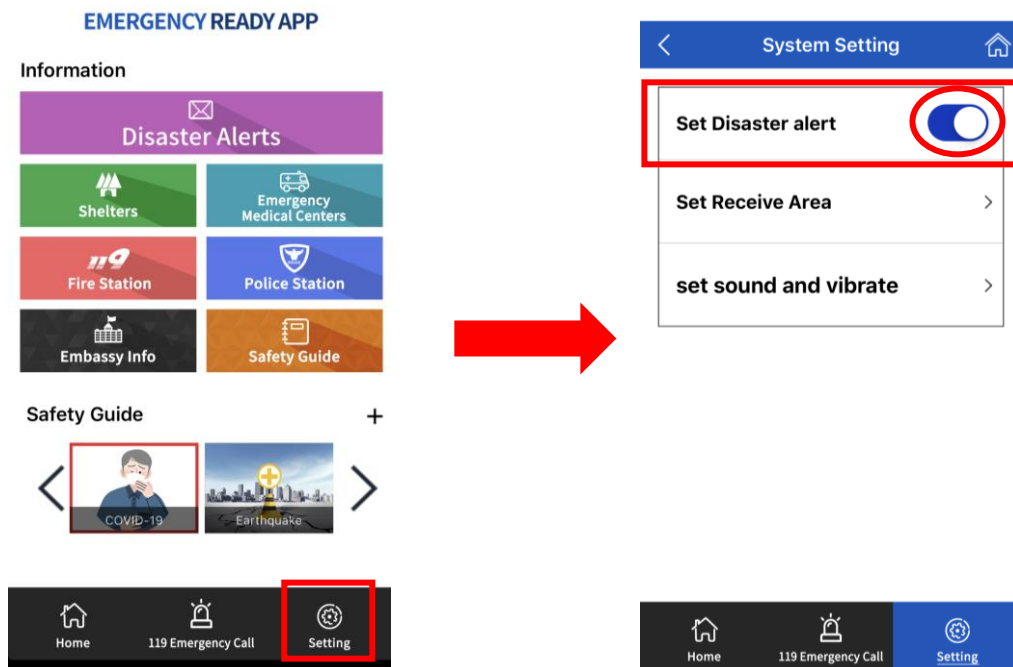 EMERGENCY READY APP
Information
Disaster Alerts
Shelters
Emergency
Medical Centers
119
Fire Station
Police Station
Embassy Info
Safety Guide
Safety Guide
+
COVID-19
Earthquake
Home
119 Emergency Call
Setting
System Setting
Set Disaster alert
Set Receive Area
set sound and vibrate
Home
119 Emergency Call
Setting